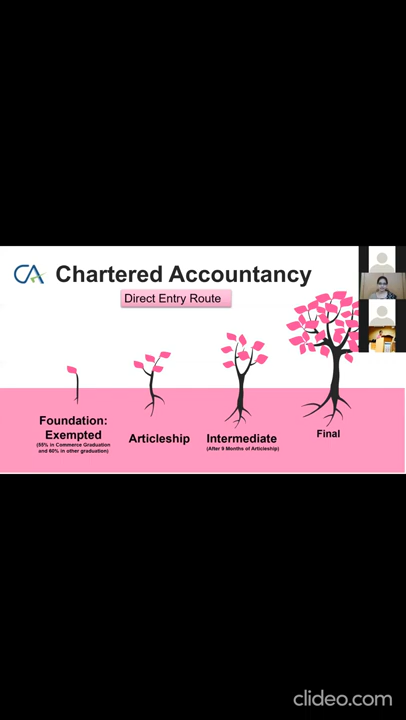 CA Chartered Accountancy
Direct Entry Route
Foundation:
Exempted
(55% in Commerce Graduation
and 60% in other graduation)
Articleship
Intermediate
(After 9 Months of Articleship)
Final
clideo.com